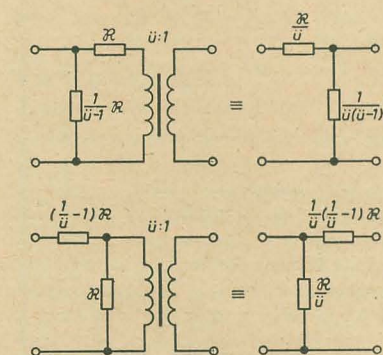 ℜ
ü:1
ℜ/ü
1/(ü-1) ℜ
≡
1/(ü(ü-1))
(1/ü -1) ℜ
ü:1
1/ü (1/ü -1) ℜ
ℜ
≡
ℜ/ü